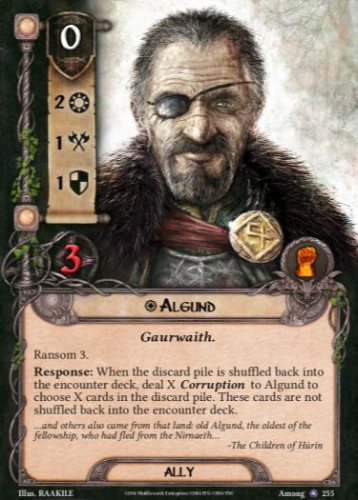 0
2
1
1
3
ALGUND
Gaurwaith.
Ransom 3.
Response: When the discard pile is shuffled back into
the encounter deck, deal X Corruption to Algund to
choose X cards in the discard pile. These cards are not
shuffled back into the encounter deck.
...and others also came from that land: old Algund, the oldest of the
fellowship, who had fled from the Nirnaeth...
-The Children of Húrin
ALLY
Illus. RAAKILE
Among
255